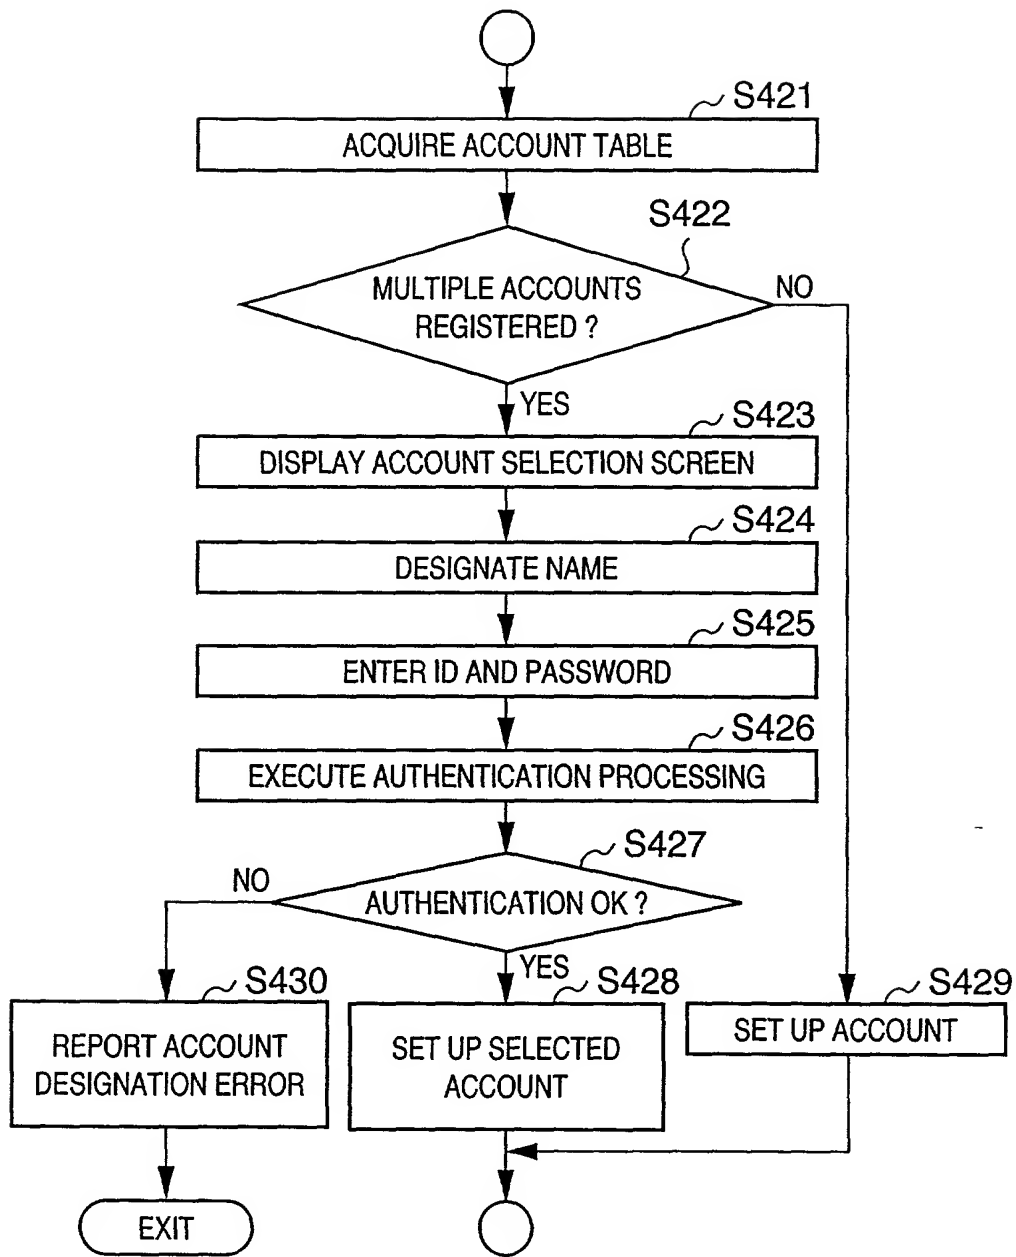 S421
ACQUIRE ACCOUNT TABLE
S422
MULTIPLE ACCOUNTS
REGISTERED ?
NO
YES
S423
DISPLAY ACCOUNT SELECTION SCREEN
S424
DESIGNATE NAME
S425
ENTER ID AND PASSWORD
S426
EXECUTE AUTHENTICATION PROCESSING
S427
NO
AUTHENTICATION OK ?
YES
S430
S428
S429
REPORT ACCOUNT
DESIGNATION ERROR
SET UP SELECTED
ACCOUNT
SET UP ACCOUNT
EXIT